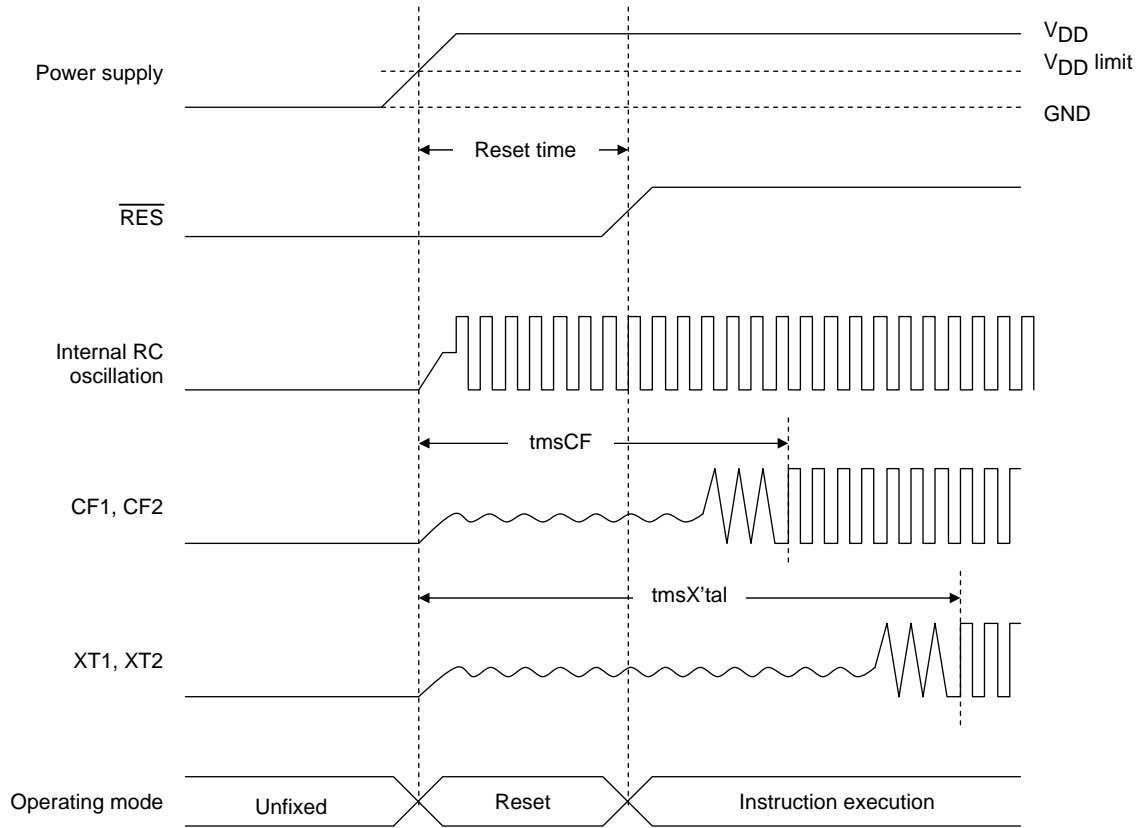 Power supply
VDD
VDD limit
GND
Reset time
RES
Internal RC
oscillation
tmsCF
CF1, CF2
tmsX'tal
XT1, XT2
Operating mode
Unfixed
Reset
Instruction execution